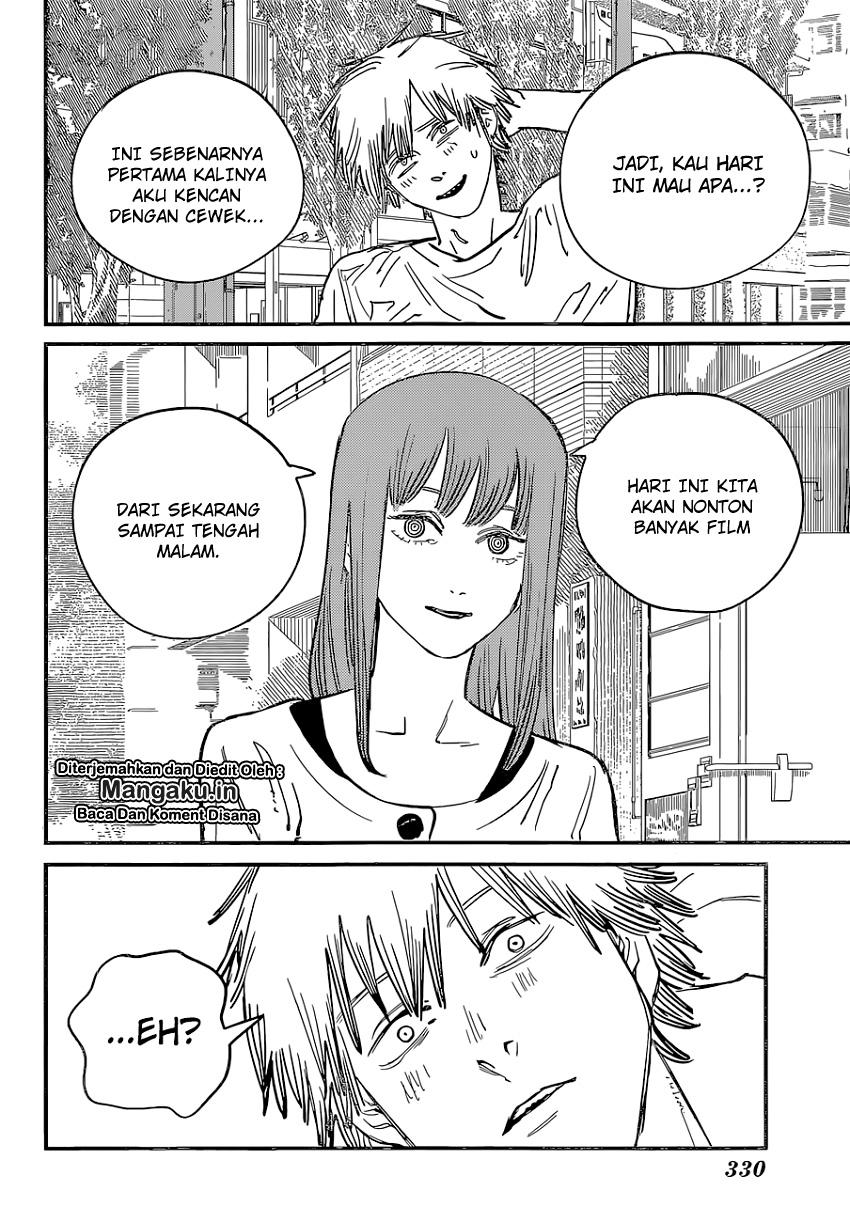 JADI, KAU HARI
INI MAU APA...?
INI SEBENARNYA
PERTAMA KALINYA
AKU KENCAN
DENGAN CEWEK...
HARI INI KITA
AKAN NONTON
BANYAK FILM
DARI SEKARANG
SAMPAI TENGAH
MALAM.
Diterjemahkan dan Diedit Oleh :
Mangaku.in
Baca Dan Koment Disana
...EH?
330